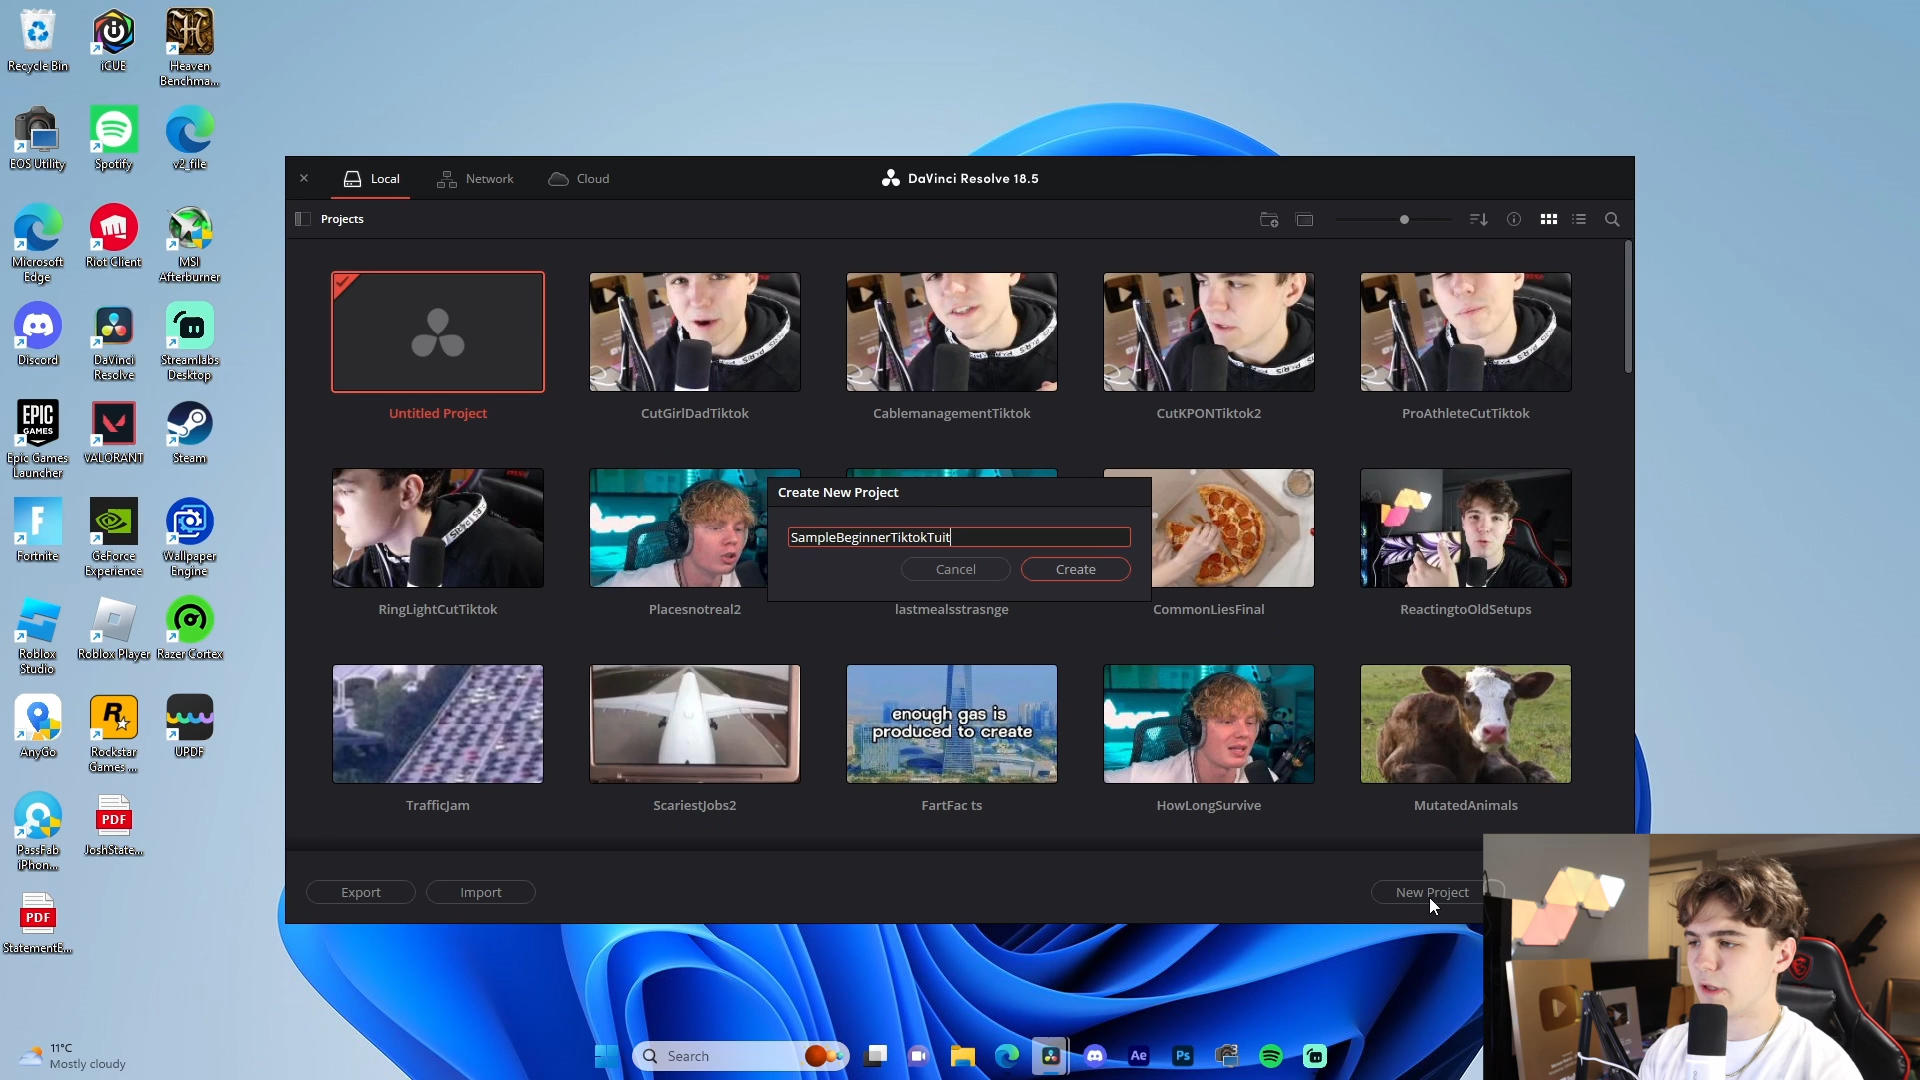 Recycle Bin
iCUE
Heaven
Benchma...
EOS Utility
Spotify
v2_file
Microsoft
Edge
Riot Client
MSI
Afterburner
Discord
DaVinci
Resolve
Streamlabs
Desktop
EPIC
GAMES
Epic Games
Launcher
VALORANT
Steam
Fortnite
GeForce
Experience
Wallpaper
Engine
Roblox
Studio
Roblox Player
Razer Cortex
AnyGo
Rockstar
Games ...
UPDF
PassFab
iPhon...
PDF
JoshState...
PDF
StatementE...
Local
Network
Cloud
DaVinci Resolve 18.5
Projects
Untitled Project
CutGirlDadTiktok
CablemanagementTiktok
CutKPONTiktok2
ProAthleteCutTiktok
Create New Project
SampleBeginnerTiktokTuit
Cancel
Create
RingLightCutTiktok
Placesnotreal2
lastmealsstrasnge
CommonLiesFinal
ReactingtoOldSetups
enough gas is
produced to create
TrafficJam
ScariestJobs2
FartFac ts
HowLongSurvive
MutatedAnimals
Export
Import
New Project
11°C
Mostly cloudy
Search
Ae
Ps